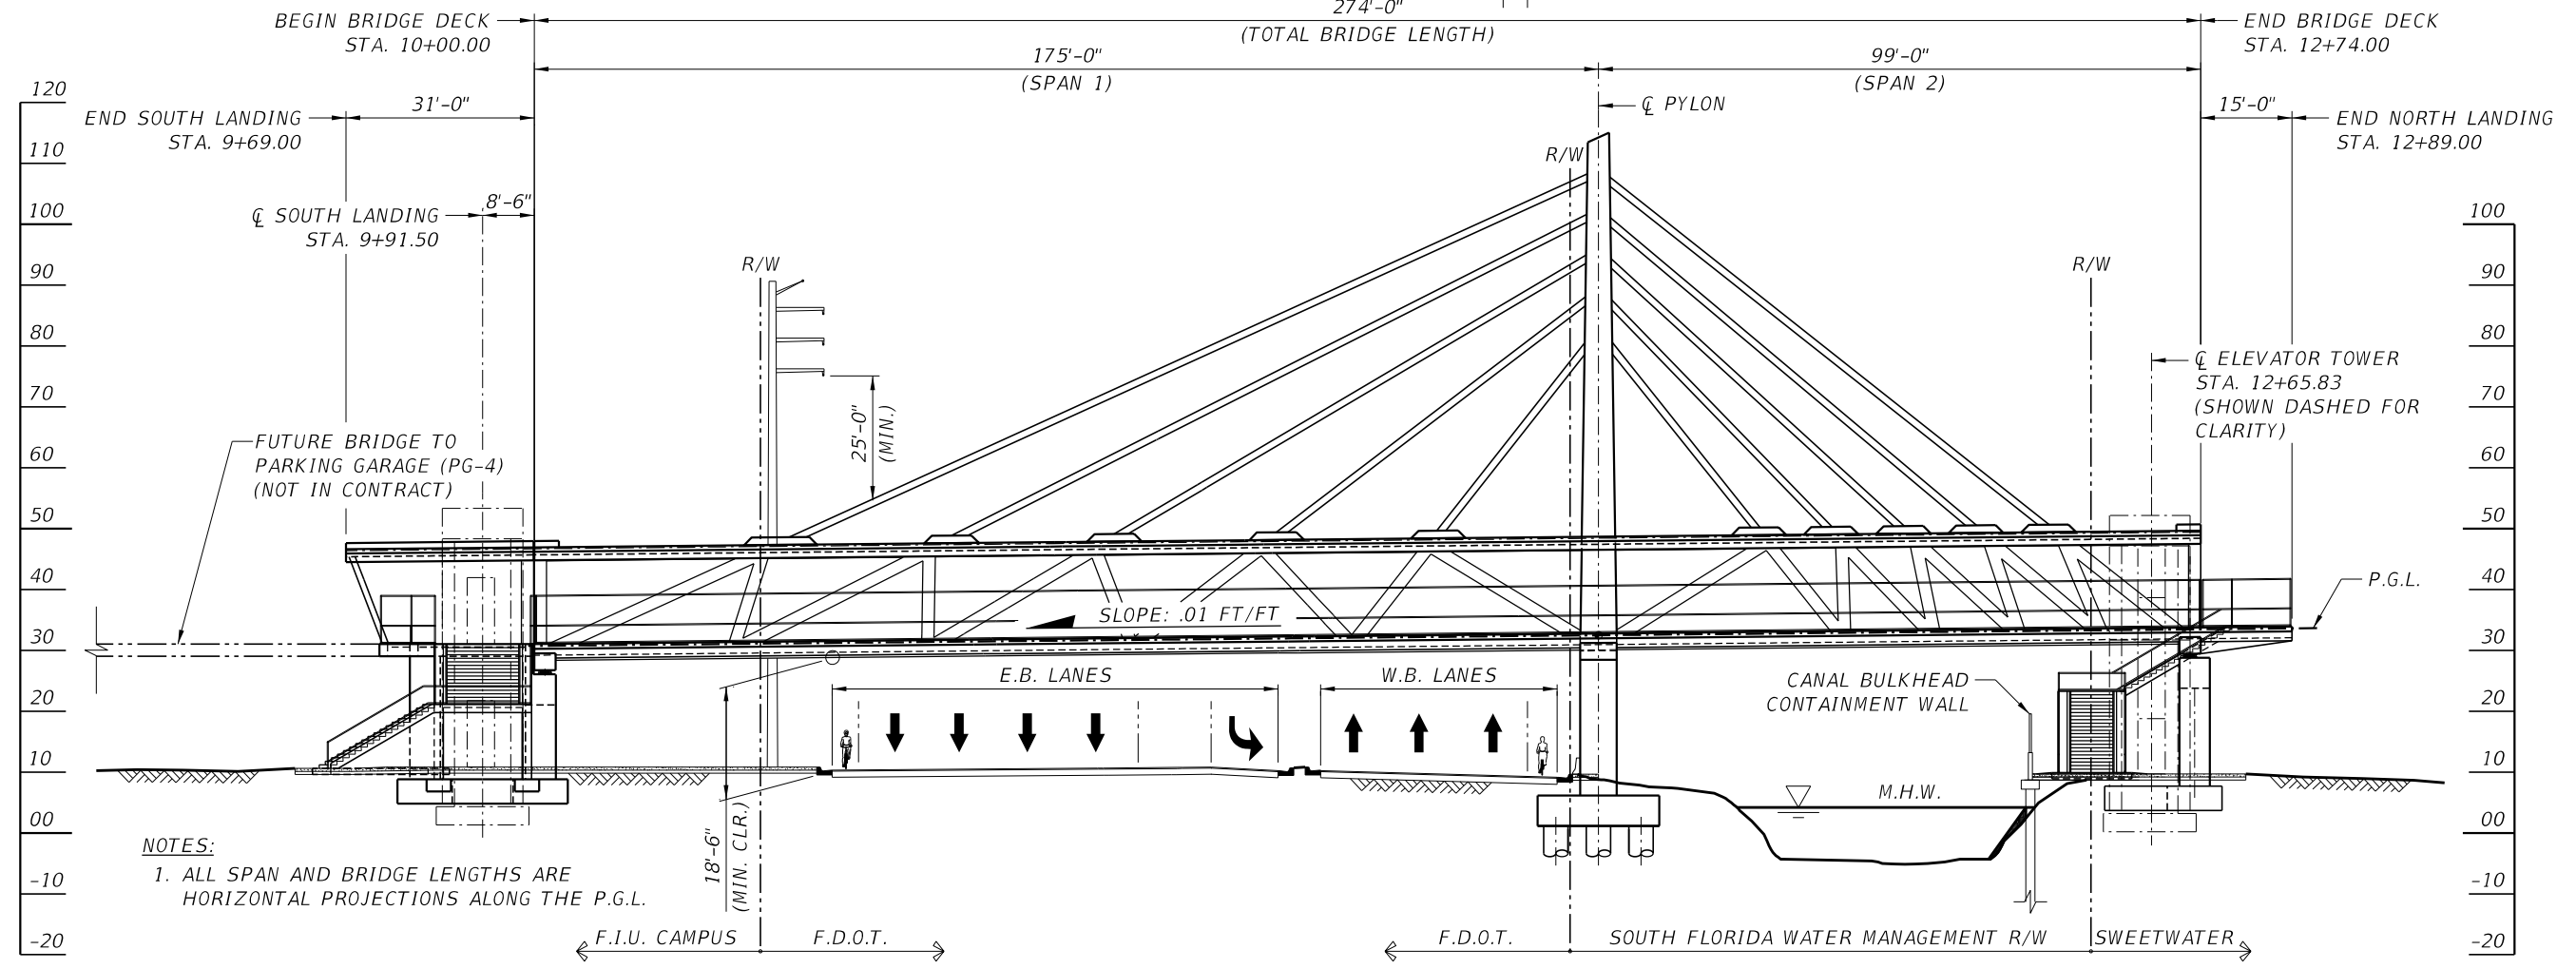 BEGIN BRIDGE DECK
STA. 10+00.00
274'-0"
(TOTAL BRIDGE LENGTH)
END BRIDGE DECK
STA. 12+74.00
175'-0"
(SPAN 1)
99'-0"
(SPAN 2)
END SOUTH LANDING
STA. 9+69.00
31'-0"
℄ PYLON
15'-0"
END NORTH LANDING
STA. 12+89.00
R/W
℄ SOUTH LANDING
STA. 9+91.50
8'-6"
R/W
R/W
120
110
100
90
80
70
60
50
40
30
20
10
00
-10
-20
100
90
80
70
60
50
40
30
20
10
00
-10
-20
25'-0"
(MIN.)
℄ ELEVATOR TOWER
STA. 12+65.83
(SHOWN DASHED FOR
CLARITY)
FUTURE BRIDGE TO
PARKING GARAGE (PG-4)
(NOT IN CONTRACT)
P.G.L.
SLOPE: .01 FT/FT
E.B. LANES
W.B. LANES
CANAL BULKHEAD
CONTAINMENT WALL
M.H.W.
18'-6"
(MIN. CLR.)
NOTES:
1. ALL SPAN AND BRIDGE LENGTHS ARE
HORIZONTAL PROJECTIONS ALONG THE P.G.L.
F.I.U. CAMPUS
F.D.O.T.
F.D.O.T.
SOUTH FLORIDA WATER MANAGEMENT R/W
SWEETWATER